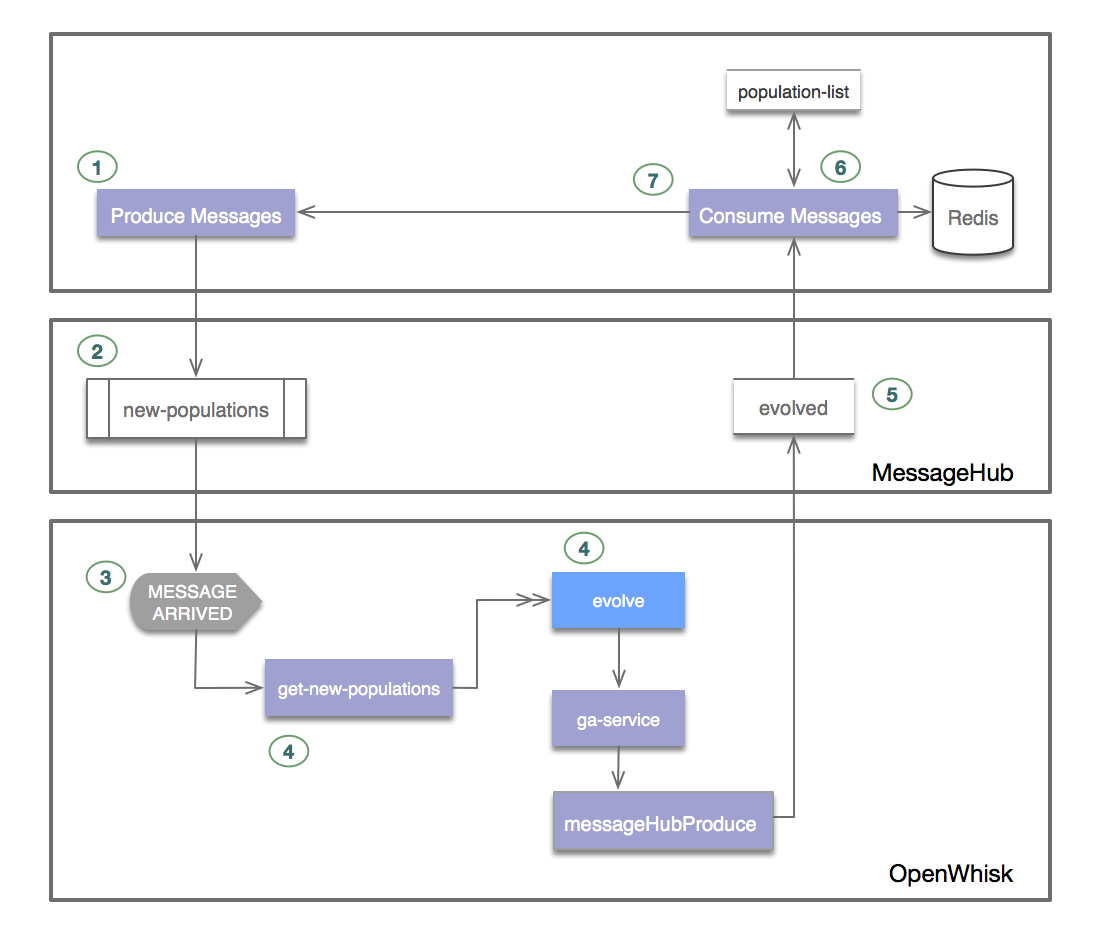 population-list
1
6
7
Produce Messages
Consume Messages
Redis
2
new-populations
evolved
5
MessageHub
4
3
MESSAGE
ARRIVED
evolve
get-new-populations
ga-service
4
messageHubProduce
OpenWhisk